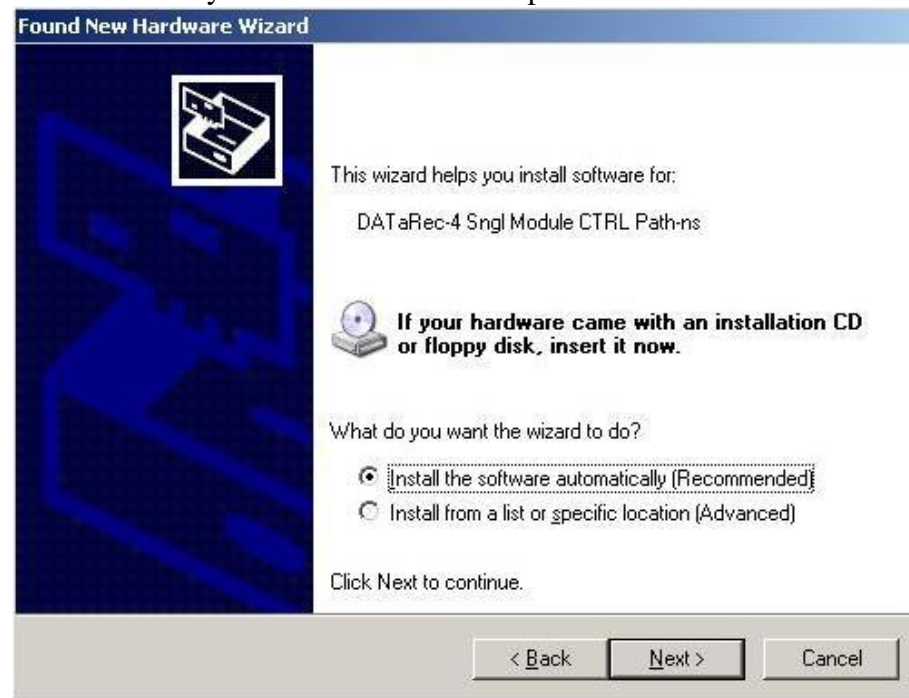 Found New Hardware Wizard
This wizard helps you install software for:
DATaRec-4 Sngl Module CTRL Path-ns
If your hardware came with an installation CD
or floppy disk, insert it now.
What do you want the wizard to do?
Install the software automatically (Recommended)
Install from a list or specific location (Advanced)
Click Next to continue.
< Back
Next >
Cancel